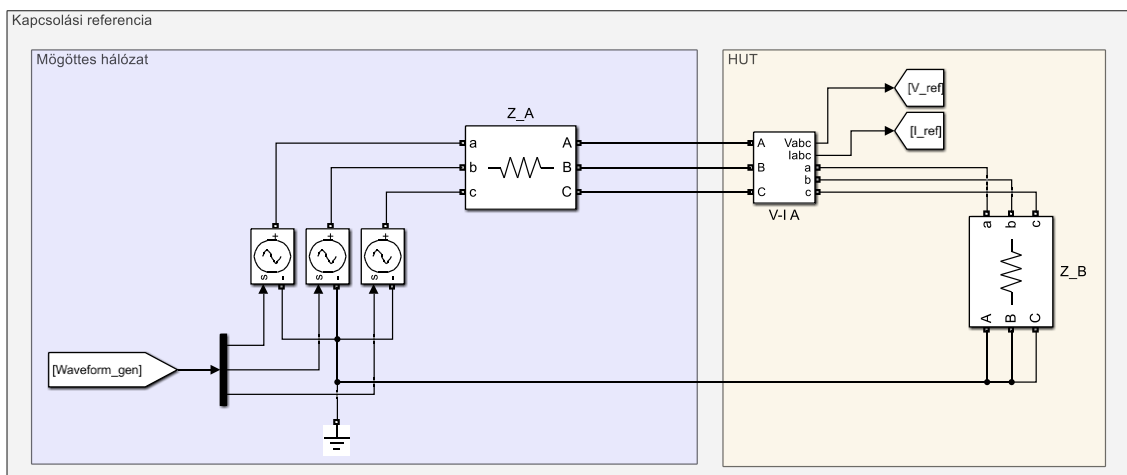 Kapcsolási referencia
Mögöttes hálózat
HUT
[V_ref]
[I_ref]
Z_A
a A
b B
c C
A Vabc
Iabc
B a
b
C c
V-I A
+ + +
s - s - s -
a b c
Z_B
A B C
[Waveform_gen]